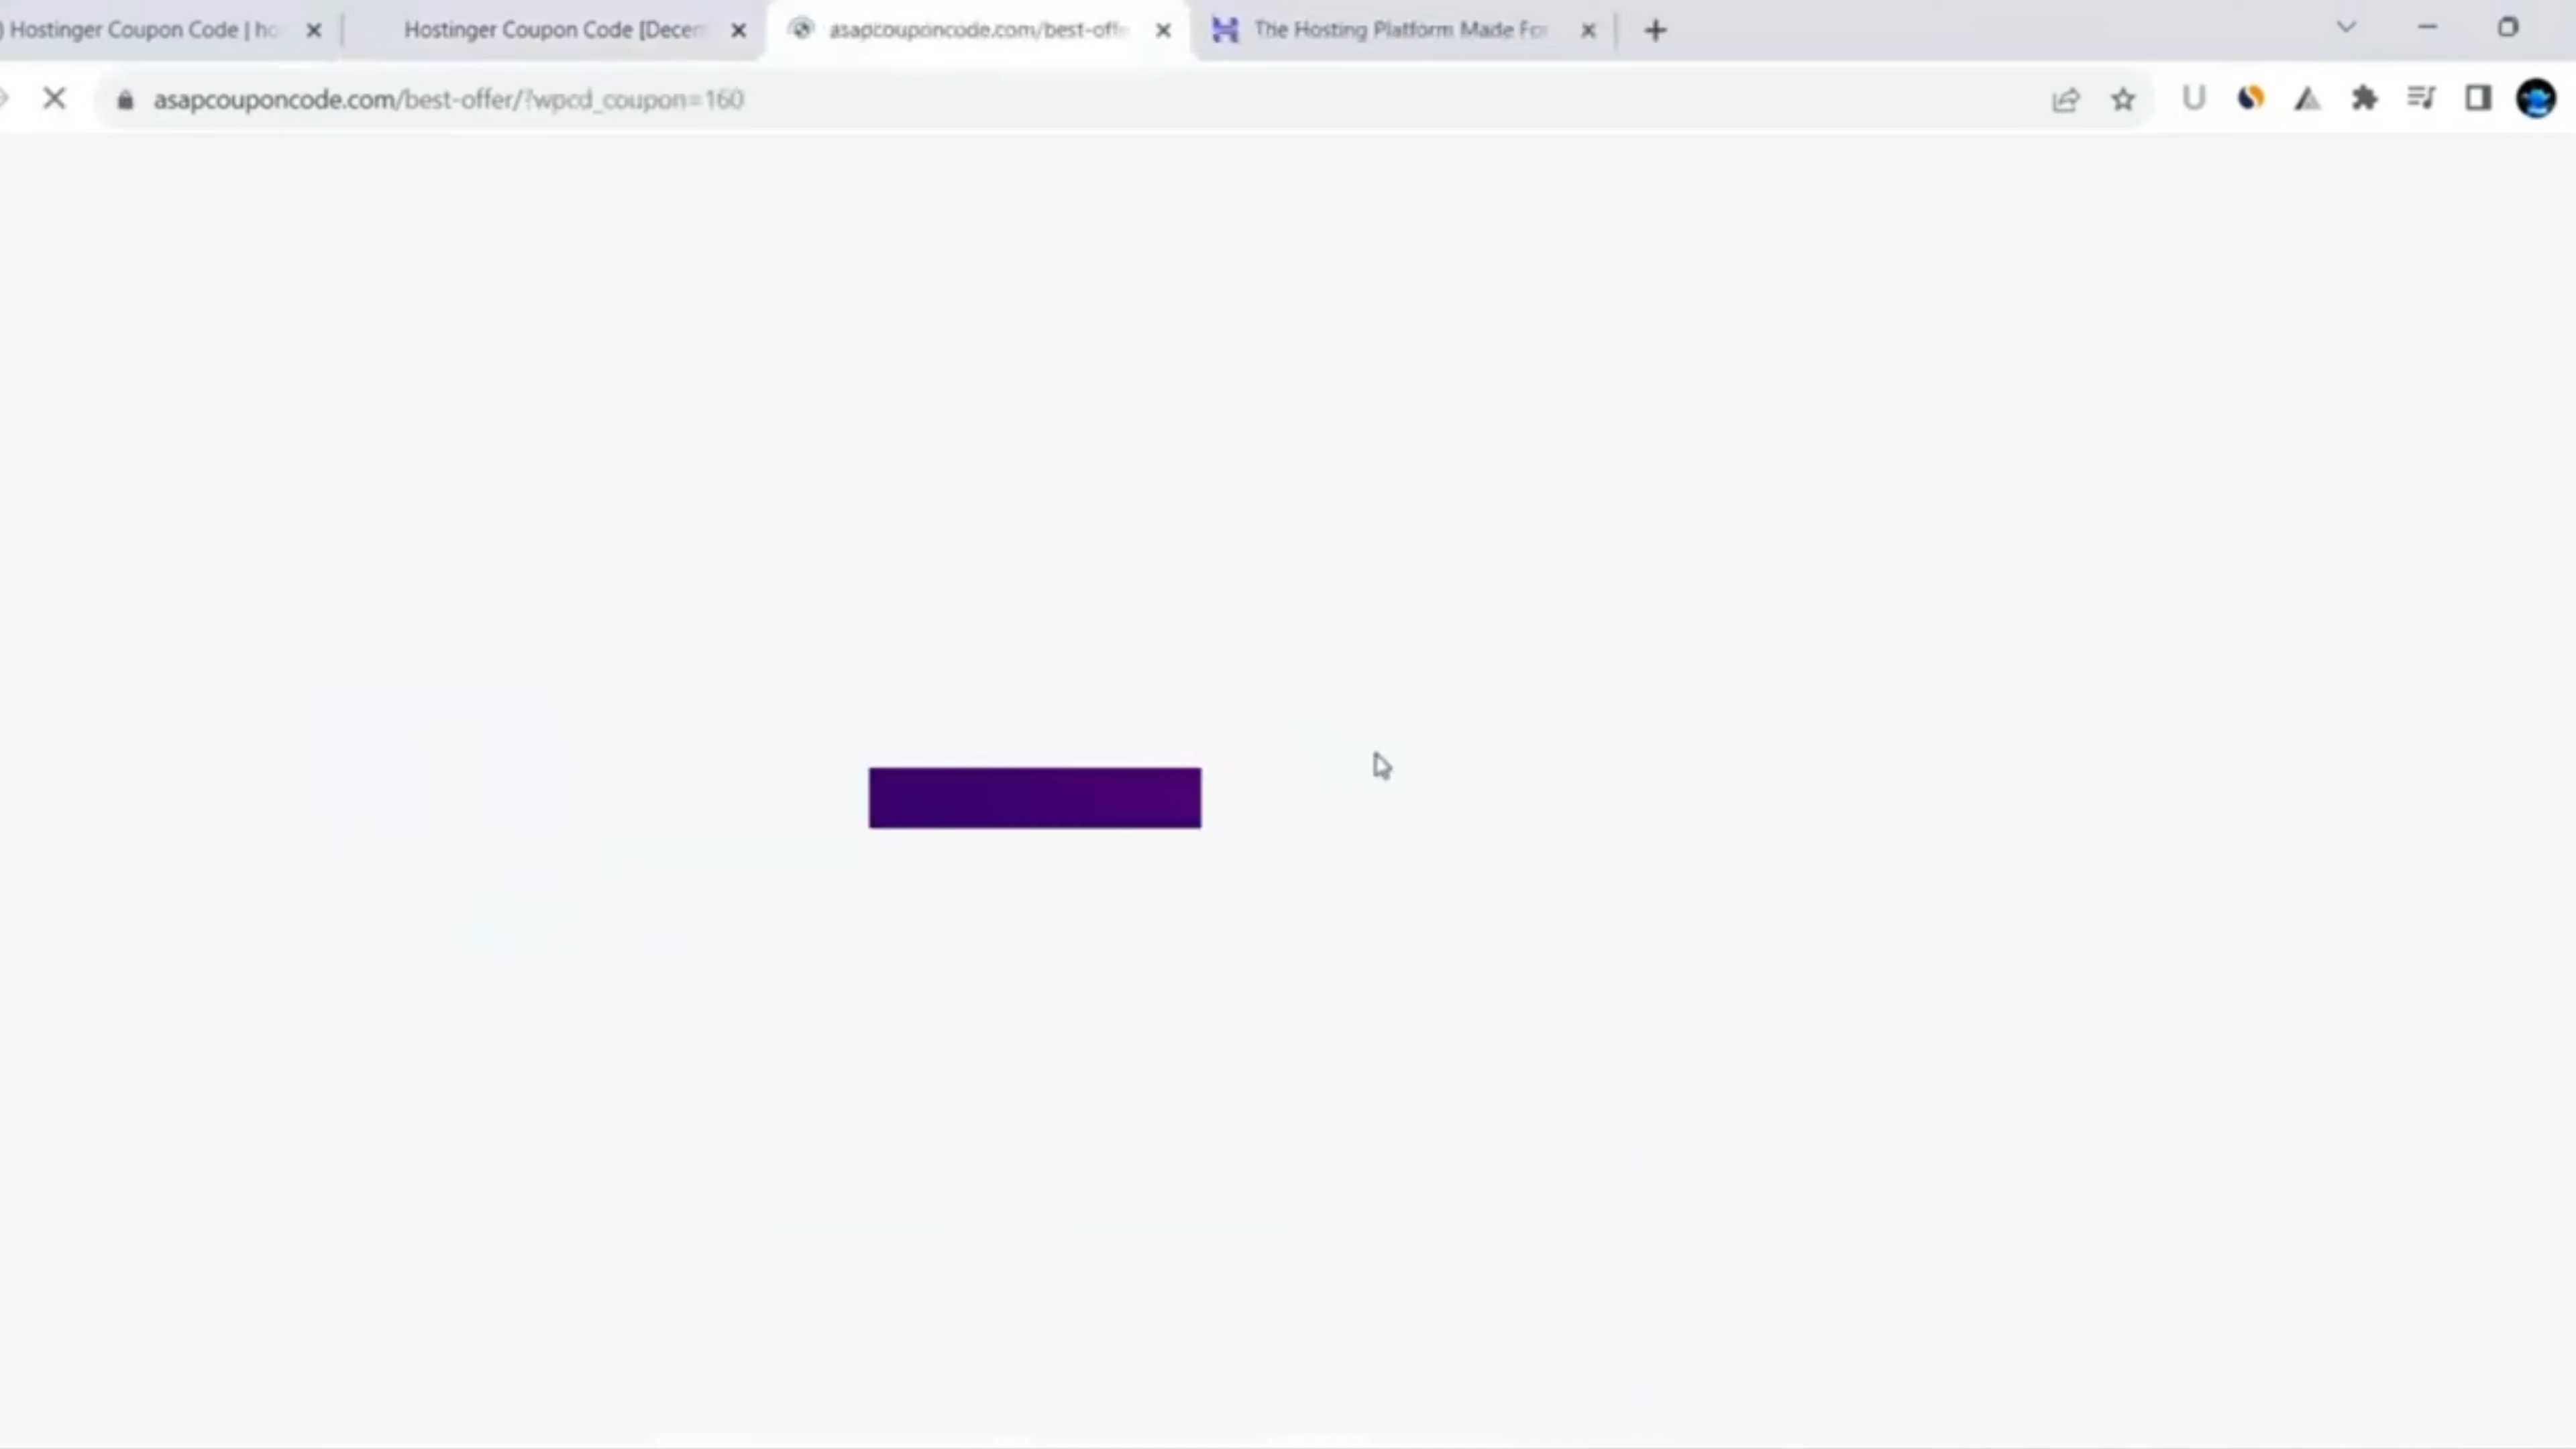 ) Hostinger Coupon Code | ho
Hostinger Coupon Code [Decem
asapcouponcode.com/best-offe
The Hosting Platform Made For
asapcouponcode.com/best-offer/?wpcd_coupon=160